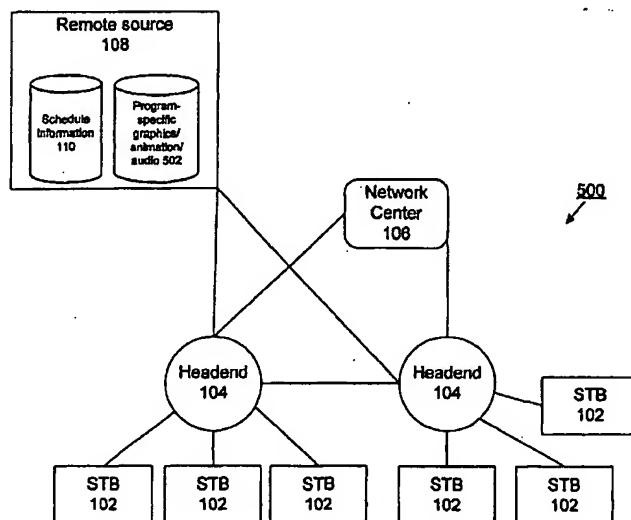 Remote source
108
Schedule
Information
110
Program-
specific
graphics/
animation/
audio 502
Network
Center
106
500
Headend
104
Headend
104
STB
102
STB
102
STB
102
STB
102
STB
102
STB
102